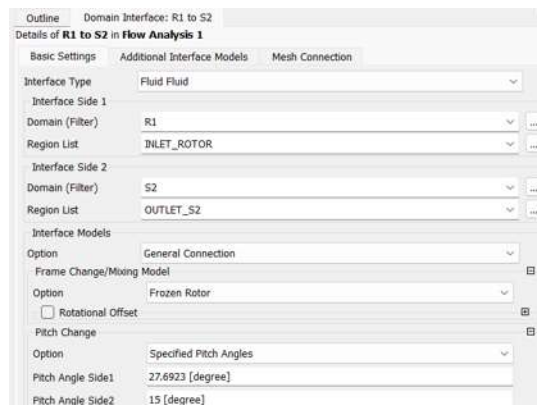 Outline Domain Interface: R1 to S2
Details of R1 to S2 in Flow Analysis 1
Basic Settings Additional Interface Models Mesh Connection
Interface Type Fluid Fluid
Interface Side 1
Domain (Filter) R1 ...
Region List INLET_ROTOR ...
Interface Side 2
Domain (Filter) S2 ...
Region List OUTLET_S2 ...
Interface Models
Option General Connection
Frame Change/Mixing Model
Option Frozen Rotor
Rotational Offset
Pitch Change
Option Specified Pitch Angles
Pitch Angle Side1 27.6923 [degree]
Pitch Angle Side2 15 [degree]